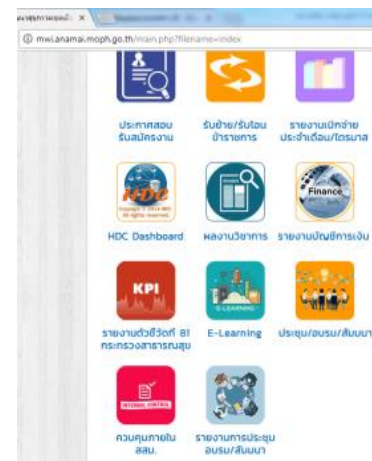 mwi.anamai.moph.go.th/main.php?filename=index
ประกาศสอบ
รับสมัครงาน
รับย้าย/รับโอน
ข้าราชการ
รายงานเบิกจ่าย
ประจำเดือน/ไตรมาส
HDC
Finance
HDC Dashboard
ผลงานวิชาการ
รายงานบัญชีการเงิน
KPI
E-LEARNING
รายงานตัวชี้วัดที่ 81
กระทรวงสาธารณสุข
E-Learning
ประชุม/อบรม/สัมมนา
INTERNAL CONTROL
ควบคุมภายใน
สสม.
รายงานการประชุม
อบรม/สัมมนา